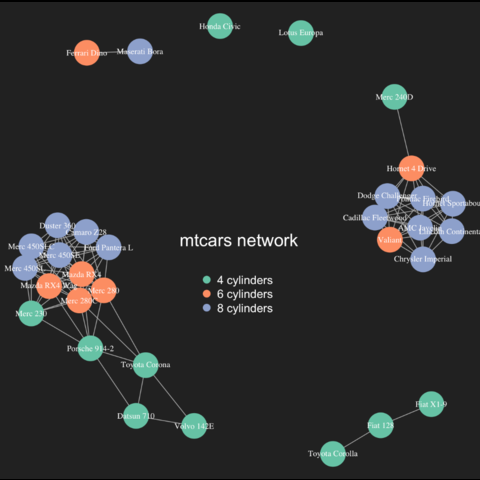 Honda Civic
Lotus Europa
Ferrari Dino
Maserati Bora
Merc 240D
Hornet 4 Drive
Dodge Challenger
Cadillac Fleetwood
Valiant
Chrysler Imperial
Duster 360
Camaro Z28
Ford Pantera L
Merc 450SE
Merc 450SL
Mazda RX4
Mazda RX4 Wag
Merc 280
Merc 280C
Merc 230
mtcars network
4 cylinders
6 cylinders
8 cylinders
Porsche 914-2
Toyota Corona
Datsun 710
Volvo 142E
Fiat X1-9
Fiat 128
Toyota Corolla